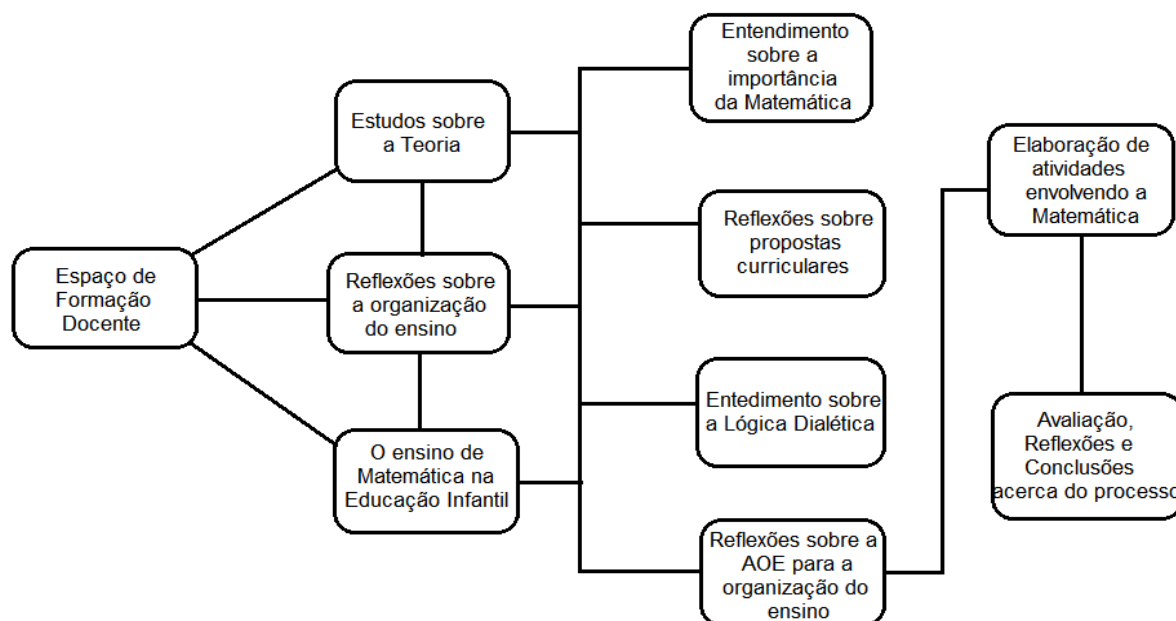 Espaço de
Formação
Docente
Estudos sobre
a Teoria
Reflexões sobre
a organização
do ensino
O ensino de
Matemática na
Educação Infantil
Entendimento
sobre a
importância
da Matemática
Reflexões sobre
propostas
curriculares
Entedimento sobre
a Lógica Dialética
Reflexões sobre a
AOE para a
organização do
ensino
Elaboração de
atividades
envolvendo a
Matemática
Avaliação,
Reflexões e
Conclusões
acerca do processo